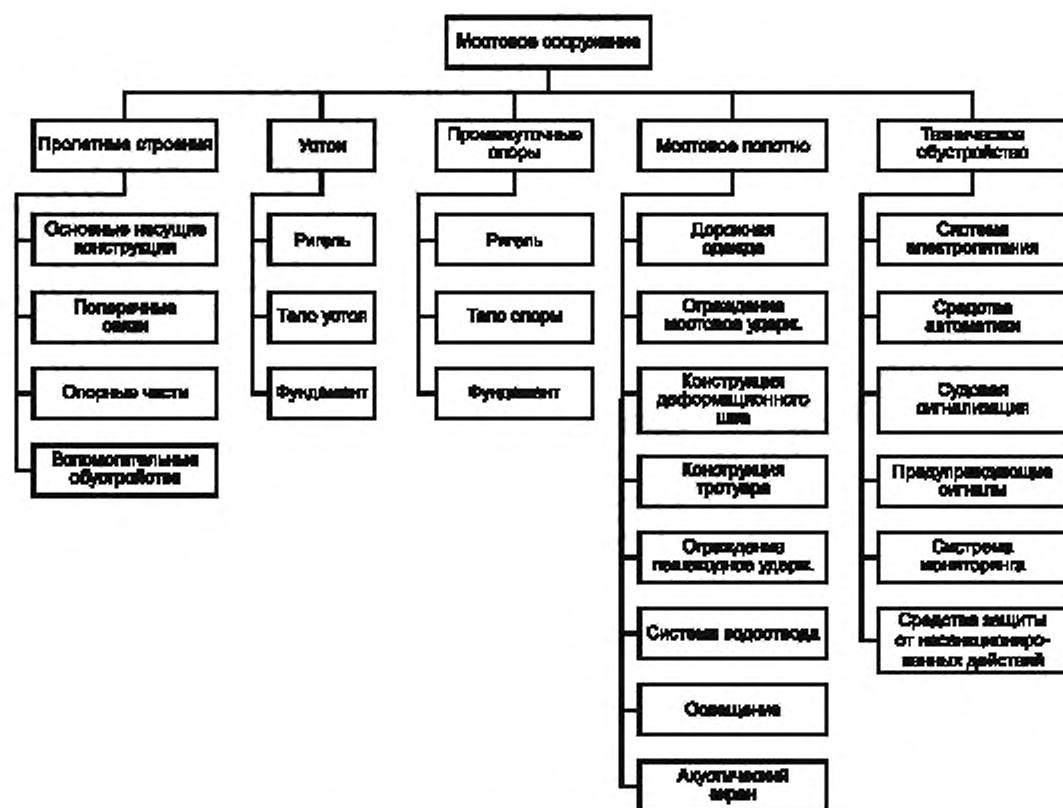 Мостовое сооружение
Пролетные строения
Устои
Промежуточные
опоры
Мостовое полотно
Техническое
обустройство
Основные несущие
конструкции
Поперечные
связи
Опорные части
Вспомогательные
обустройства
Ригель
Тело устоя
Фундамент
Ригель
Тело опоры
Фундамент
Дорожная
одежда
Ограждение
мостовое удерж.
Конструкция
деформационного
шва
Конструкция
тротуара
Ограждение
пешеходное удерж.
Система водоотвода
Освещение
Акустический
экран
Система
электропитания
Средства
автоматики
Судовая
сигнализация
Предупреждающие
сигналы
Система
мониторинга
Средства защиты
от несанкциониро-
ванных действий